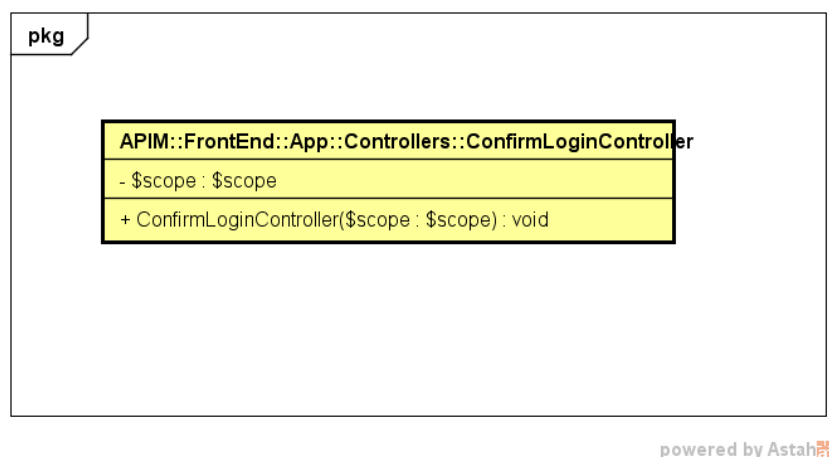 pkg
APIM::FrontEnd::App::Controllers::ConfirmLoginController
- $scope : $scope
+ ConfirmLoginController($scope : $scope) : void
powered by Astah